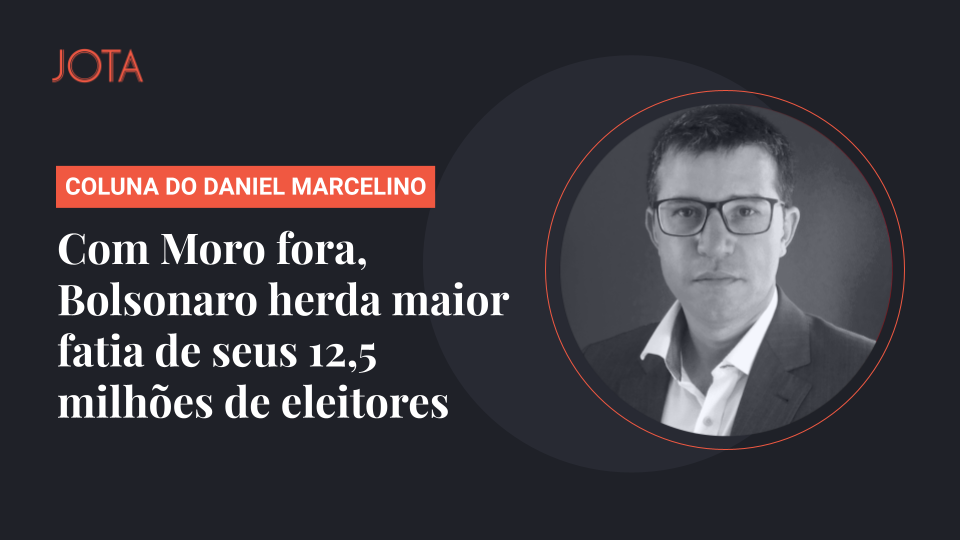 JOTA
COLUNA DO DANIEL MARCELINO
Com Moro fora,
Bolsonaro herda maior
fatia de seus 12,5
milhões de eleitores